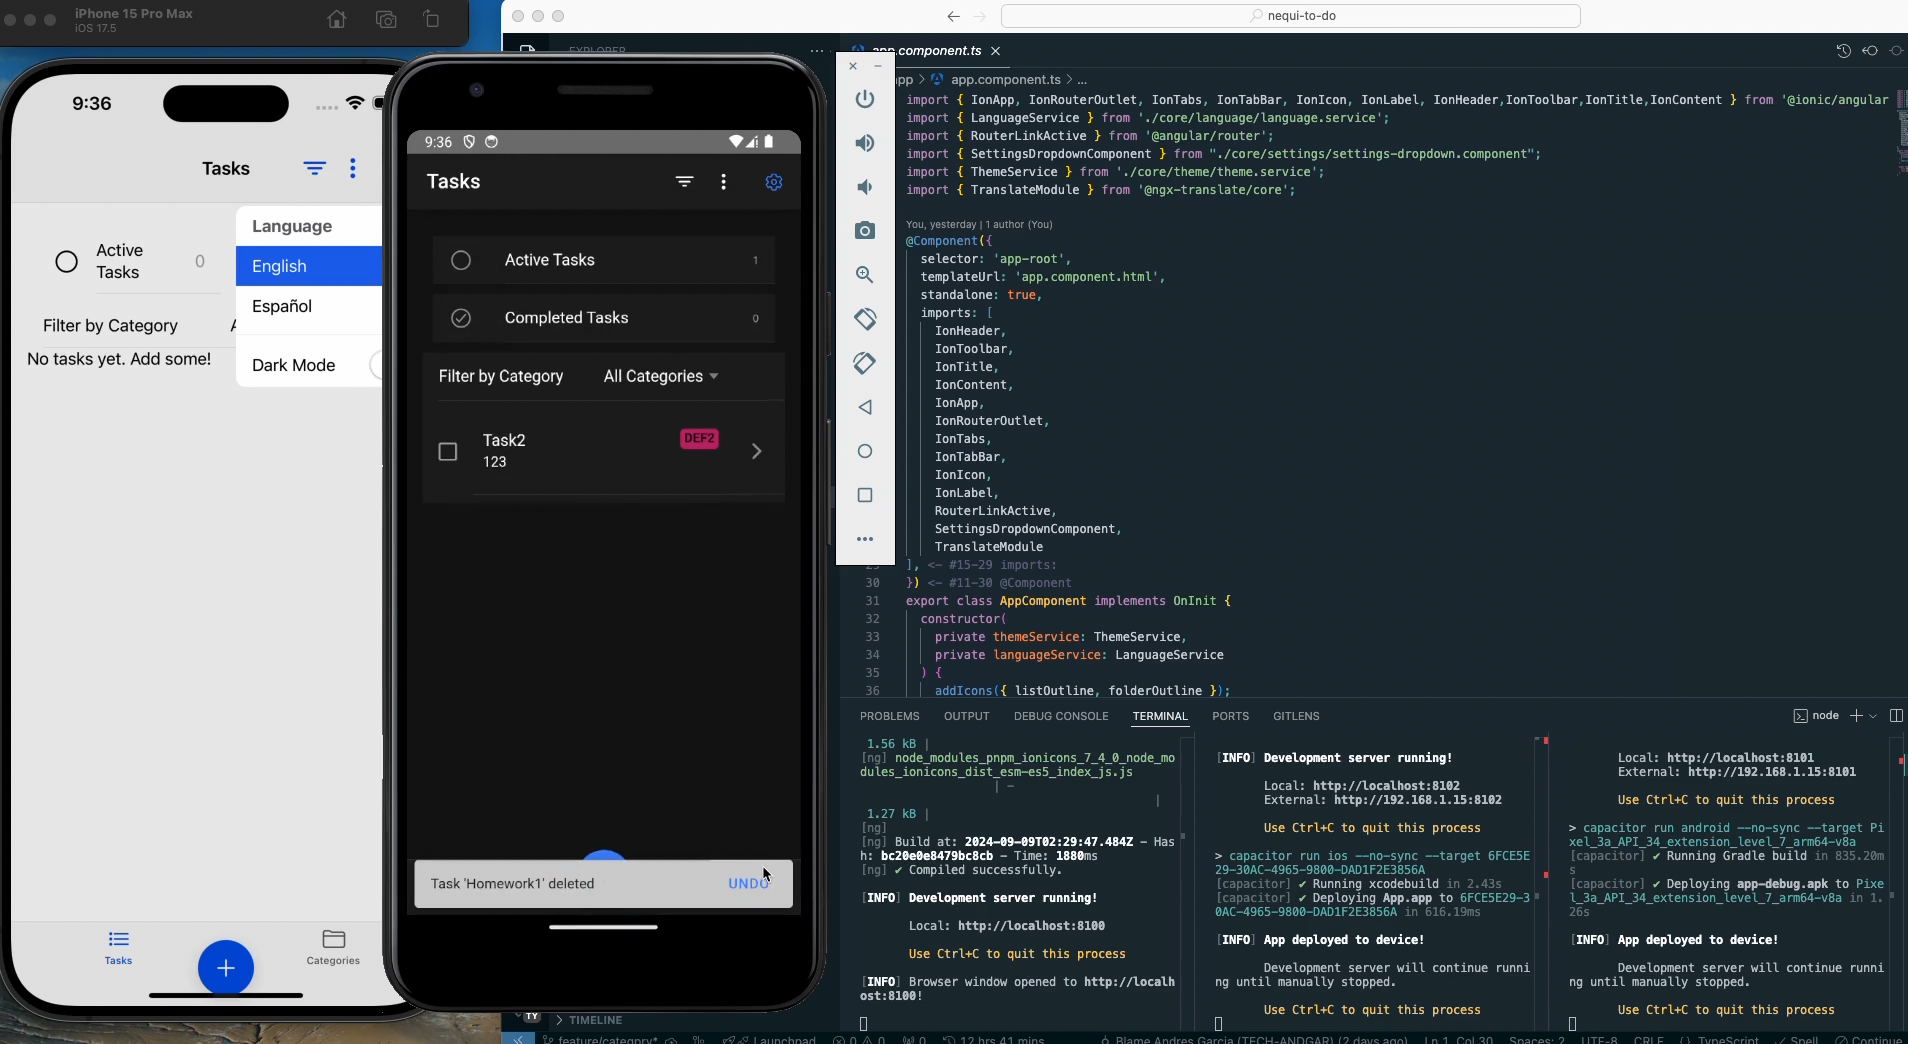 iPhone 15 Pro Max
iOS 17.5
9:36
Tasks
Active
Tasks
0
Language
English
Español
Dark Mode
Filter by Category
No tasks yet. Add some!
Tasks
Categories
9:36
Tasks
Active Tasks
1
Completed Tasks
0
Filter by Category
All Categories
Task2
123
DEF2
Task 'Homework1' deleted
UNDO
nequi-to-do
EXPLORER
app.component.ts
app.component.ts > ...
import { IonApp, IonRouterOutlet, IonTabs, IonTabBar, IonIcon, IonLabel, IonHeader,IonToolbar,IonTitle,IonContent } from '@ionic/angular
import { LanguageService } from './core/language/language.service';
import { RouterLinkActive } from '@angular/router';
import { SettingsDropdownComponent } from "./core/settings/settings-dropdown.component";
import { ThemeService } from './core/theme/theme.service';
import { TranslateModule } from '@ngx-translate/core';
You, yesterday | 1 author (You)
@Component({
selector: 'app-root',
templateUrl: 'app.component.html',
standalone: true,
imports: [
IonHeader,
IonToolbar,
IonTitle,
IonContent,
IonApp,
IonRouterOutlet,
IonTabs,
IonTabBar,
IonIcon,
IonLabel,
RouterLinkActive,
SettingsDropdownComponent,
TranslateModule
], <- #15-29 imports:
30 }) <- #11-30 @Component
31 export class AppComponent implements OnInit {
32 constructor(
33 private themeService: ThemeService,
34 private languageService: LanguageService
35 ) {
36 addIcons({ listOutline, folderOutline });
PROBLEMS OUTPUT DEBUG CONSOLE TERMINAL PORTS GITLENS
node
1.56 kB |
[ng] node_modules_pnpm_ionicons_7_4_0_node_mo
dules_ionicons_dist_esm-es5_index_js.js
| -
|
1.27 kB |
[ng]
[ng] Build at: 2024-09-09T02:29:47.484Z - Has
h: bc20e0e8479bc8cb - Time: 1880ms
[ng] ✔ Compiled successfully.
[INFO] Development server running!
Local: http://localhost:8100
Use Ctrl+C to quit this process
[INFO] Browser window opened to http://localh
ost:8100!
[INFO] Development server running!
Local: http://localhost:8102
External: http://192.168.1.15:8102
Use Ctrl+C to quit this process
> capacitor run ios --no-sync --target 6FCE5E
29-30AC-4965-9800-DAD1F2E3856A
[capacitor] ✔ Running xcodebuild in 2.43s
[capacitor] ✔ Deploying App.app to 6FCE5E29-3
0AC-4965-9800-DAD1F2E3856A in 616.19ms
[INFO] App deployed to device!
Development server will continue runni
ng until manually stopped.
Use Ctrl+C to quit this process
Local: http://localhost:8101
External: http://192.168.1.15:8101
Use Ctrl+C to quit this process
> capacitor run android --no-sync --target Pi
xel_3a_API_34_extension_level_7_arm64-v8a
[capacitor] ✔ Running Gradle build in 835.20m
s
[capacitor] ✔ Deploying app-debug.apk to Pixe
l_3a_API_34_extension_level_7_arm64-v8a in 1.
26s
[INFO] App deployed to device!
Development server will continue runni
ng until manually stopped.
Use Ctrl+C to quit this process
TY
> TIMELINE
feature/category* Launchpad 0 0 0 12 hrs 41 mins Blame Andres Garcia (TECH-ANDGAR) (2 days ago) Ln 1, Col 30 Spaces: 2 UTF-8 CRLF {} TypeScript Spell Continue